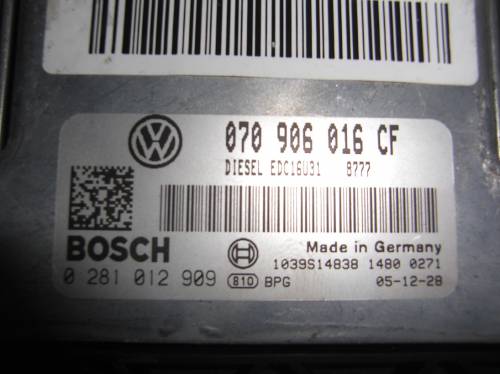 070 906 016 CF
DIESEL EDC16U31 8777
BOSCH
Made in Germany
1039S14838 1480 0271
0 281 012 909 810 BPG 05-12-28